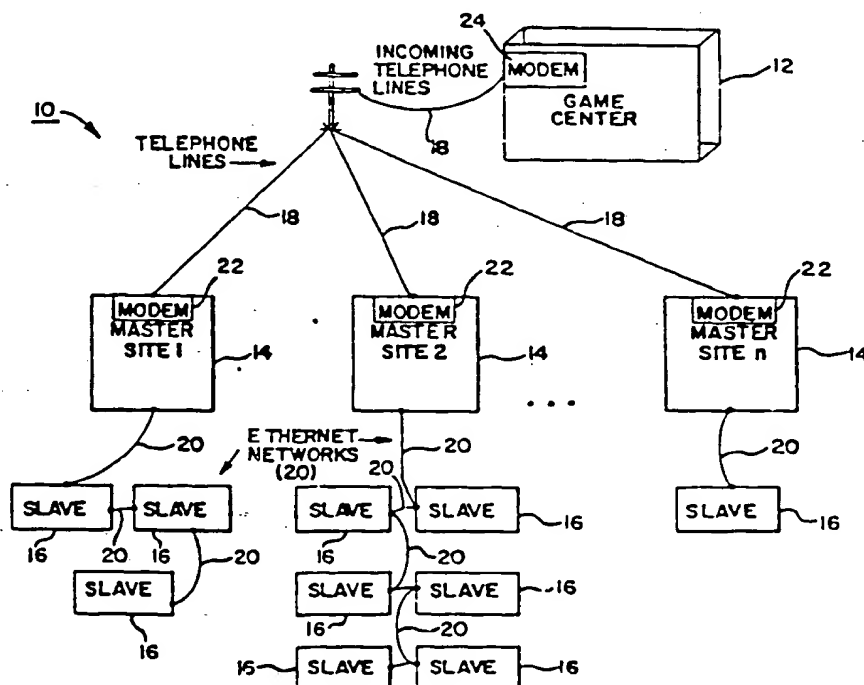 24
INCOMING
TELEPHONE
LINES
MODEM
GAME
CENTER
12
18
10
TELEPHONE
LINES
18
18
18
22
MODEM
MASTER
SITE 1
14
22
MODEM
MASTER
SITE 2
14
...
22
MODEM
MASTER
SITE n
14
20
ETHERNET
NETWORKS
(20)
20
20
20
SLAVE
SLAVE
16
20
16
20
SLAVE
16
SLAVE
SLAVE
16
16
20
SLAVE
SLAVE
16
16
20
16
SLAVE
SLAVE
16
SLAVE
16